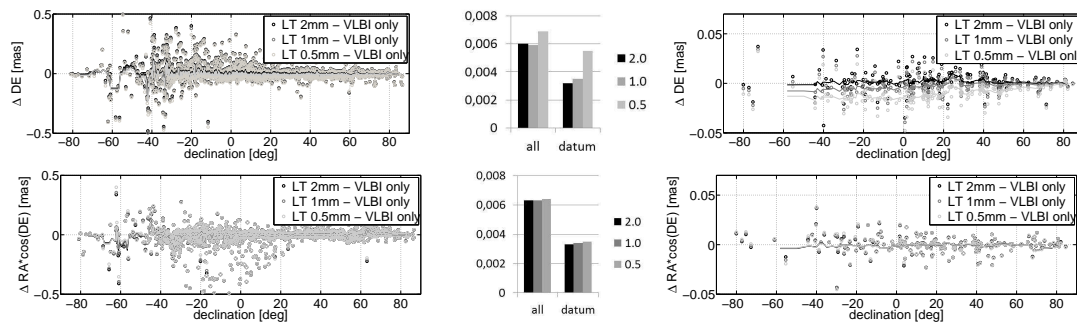 LT 2mm – VLBI only
LT 1mm – VLBI only
LT 0.5mm – VLBI only
Δ DE [mas]
0.5
0
−0.5
−80 −60 −40 −20 0 20 40 60 80
declination [deg]
0,008
0,006
0,004
0,002
0
all datum
2.0
1.0
0.5
LT 2mm – VLBI only
LT 1mm – VLBI only
LT 0.5mm – VLBI only
Δ DE [mas]
0.05
0
−0.05
−80 −60 −40 −20 0 20 40 60 80
declination [deg]
LT 2mm – VLBI only
LT 1mm – VLBI only
LT 0.5mm – VLBI only
Δ RA*cos(DE) [mas]
0.5
0
−0.5
−80 −60 −40 −20 0 20 40 60 80
declination [deg]
0,008
0,006
0,004
0,002
0
all datum
2.0
1.0
0.5
LT 2mm – VLBI only
LT 1mm – VLBI only
LT 0.5mm – VLBI only
Δ RA*cos(DE) [mas]
0.05
0
−0.05
−80 −60 −40 −20 0 20 40 60 80
declination [deg]